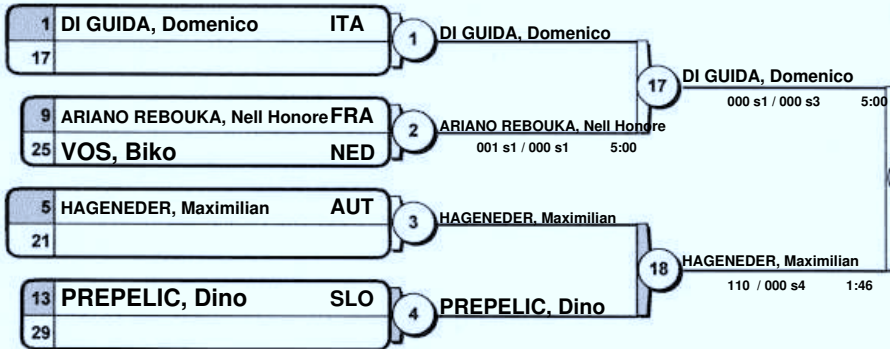 1 DI GUIDA, Domenico ITA
17
1
DI GUIDA, Domenico
9 ARIANO REBOUKA, Nell Honore FRA
25 VOS, Biko NED
2
ARIANO REBOUKA, Nell Honore
001 s1 / 000 s1 5:00
17
DI GUIDA, Domenico
000 s1 / 000 s3 5:00
5 HAGENEDER, Maximilian AUT
21
3
HAGENEDER, Maximilian
13 PREPELIC, Dino SLO
29
4
PREPELIC, Dino
18
HAGENEDER, Maximilian
110 / 000 s4 1:46